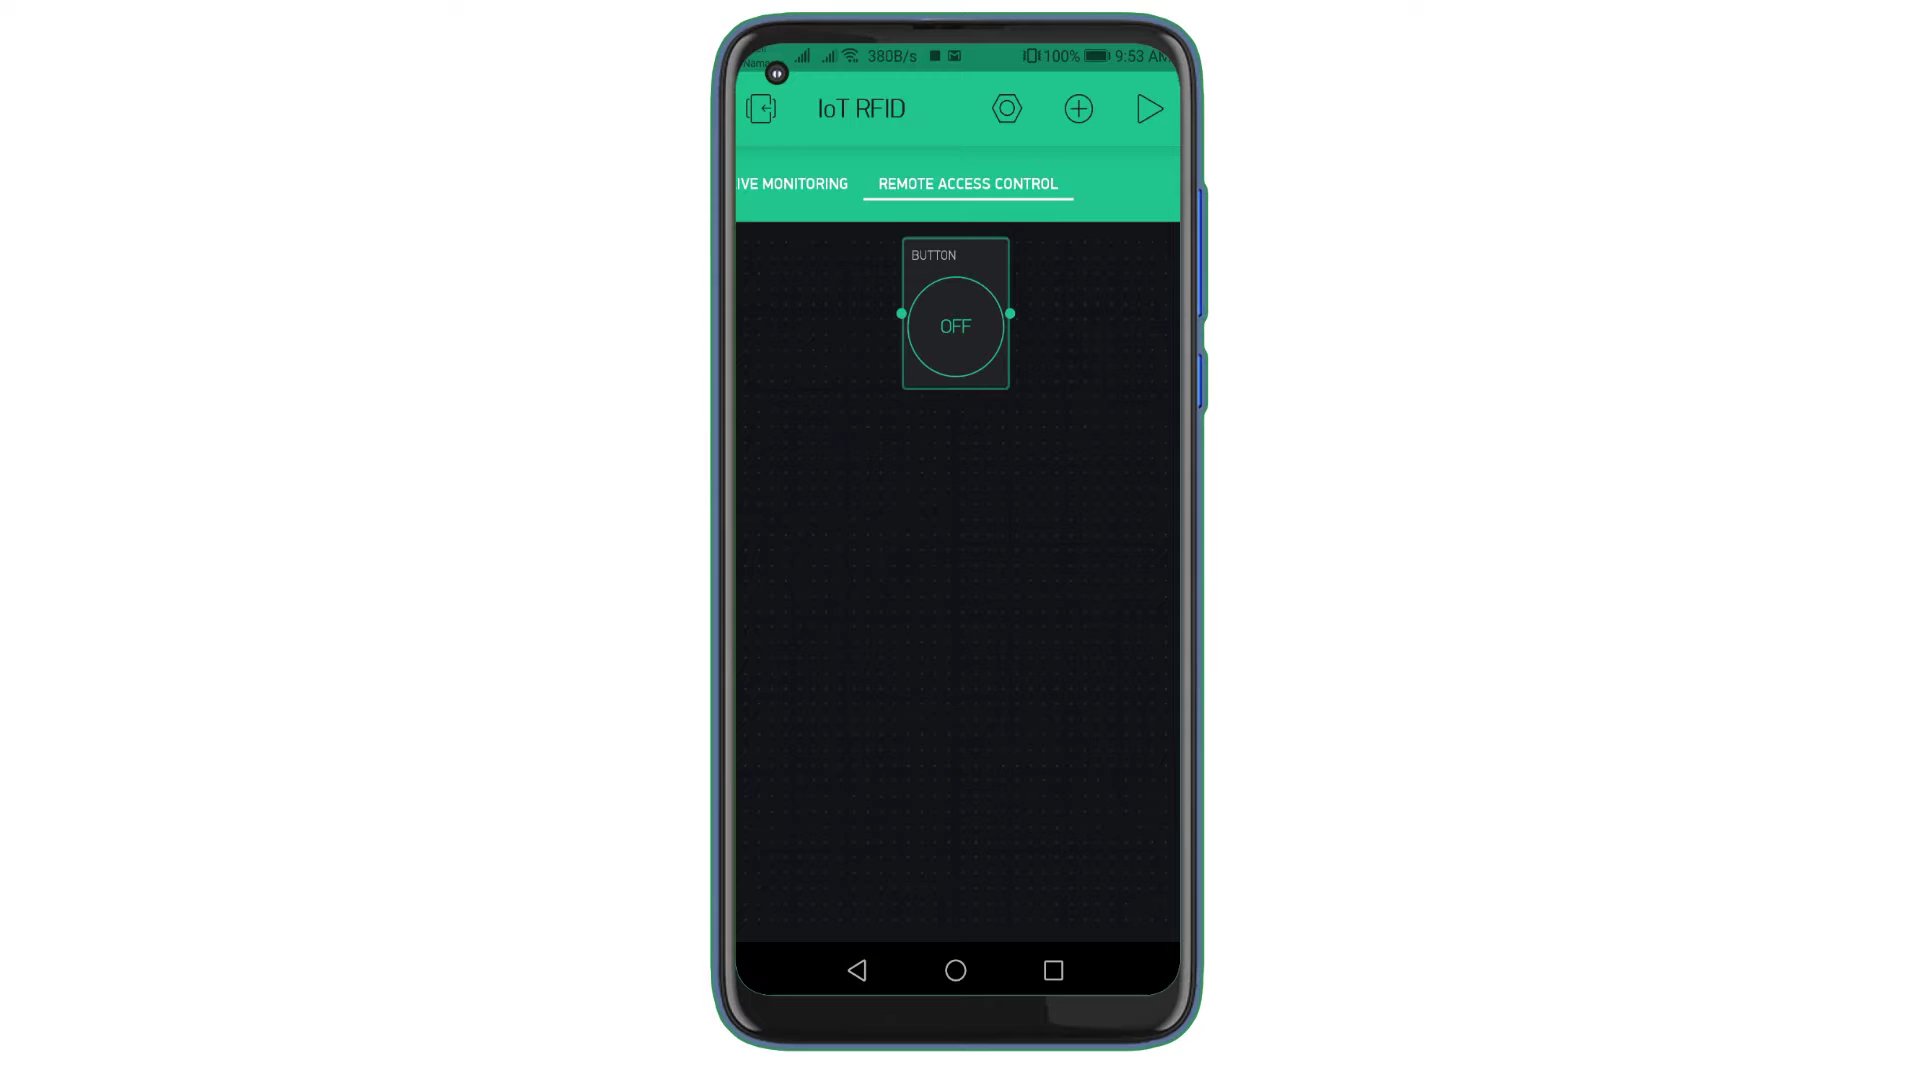 380B/s 100% 9:53 AM
IoT RFID
IVE MONITORING REMOTE ACCESS CONTROL
BUTTON
OFF